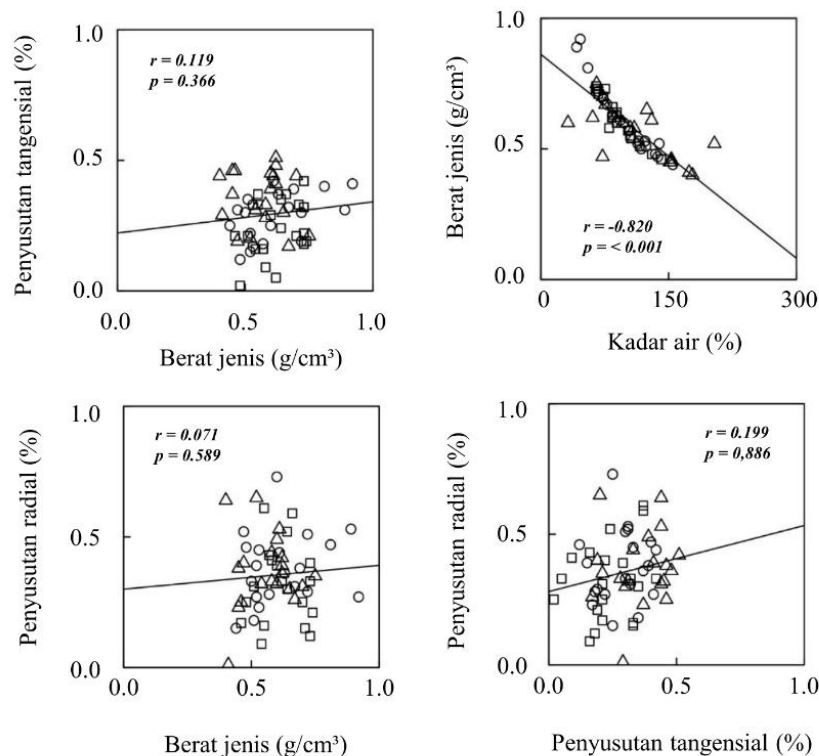 Penyusutan tangensial (%)
1.0
0.5
0.0
r = 0.119
p = 0.366
0.0 0.5 1.0
Berat jenis (g/cm³)
Berat jenis (g/cm³)
1.0
0.5
0.0
r = -0.820
p = < 0.001
0 150 300
Kadar air (%)
Penyusutan radial (%)
1.0
0.5
0.0
r = 0.071
p = 0.589
0.0 0.5 1.0
Berat jenis (g/cm³)
Penyusutan radial (%)
1.0
0.5
0.0
r = 0.199
p = 0,886
0.0 0.5 1.0
Penyusutan tangensial (%)